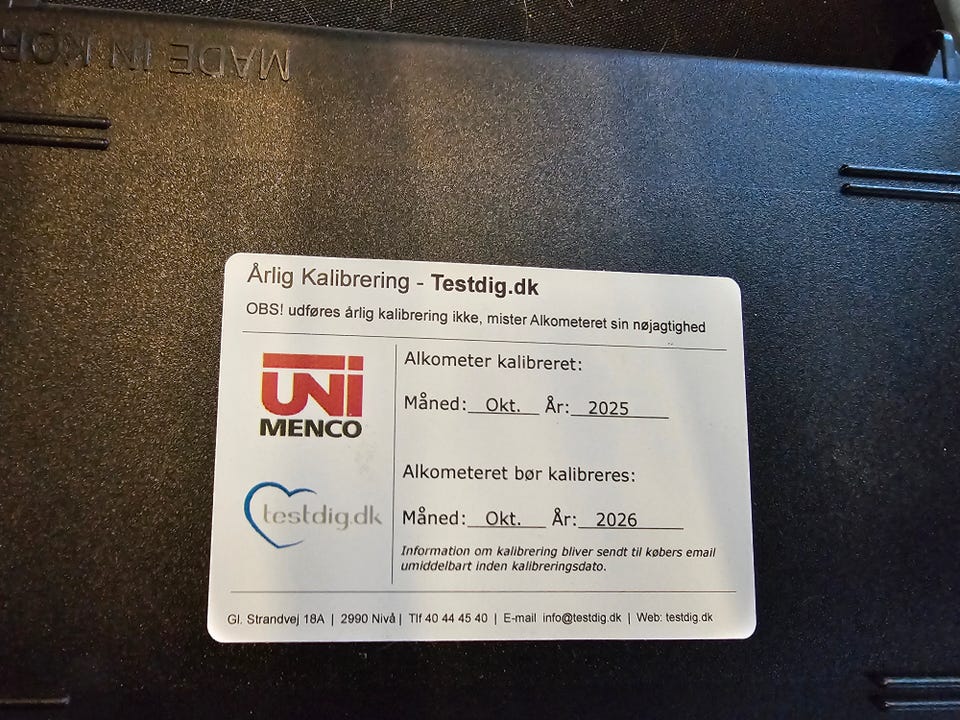 MADE IN KOR
Årlig Kalibrering - Testdig.dk
OBS! udføres årlig kalibrering ikke, mister Alkometeret sin nøjagtighed
UNI
MENCO
testdig.dk
Alkometer kalibreret:
Måned: Okt. År: 2025
Alkometeret bør kalibreres:
Måned: Okt. År: 2026
Information om kalibrering bliver sendt til købers email
umiddelbart inden kalibreringsdato.
Gl. Strandvej 18A | 2990 Nivå | Tlf 40 44 45 40 | E-mail info@testdig.dk | Web: testdig.dk